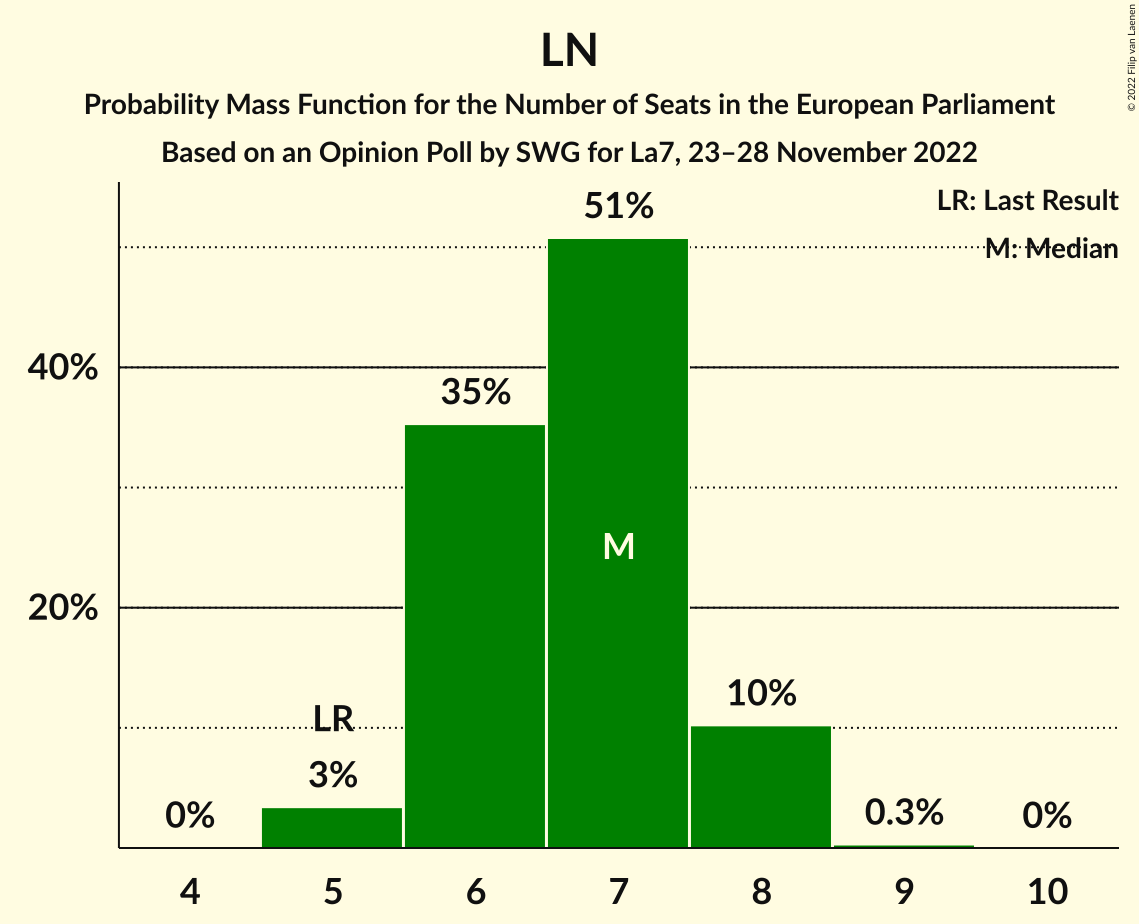 LN
Probability Mass Function for the Number of Seats in the European Parliament
Based on an Opinion Poll by SWG for La7, 23–28 November 2022
© 2022 Filip van Laenen
LR: Last Result
M: Median
51%
40%
35%
M
20%
10%
LR
3%
0%
0.3%
0%
4 5 6 7 8 9 10